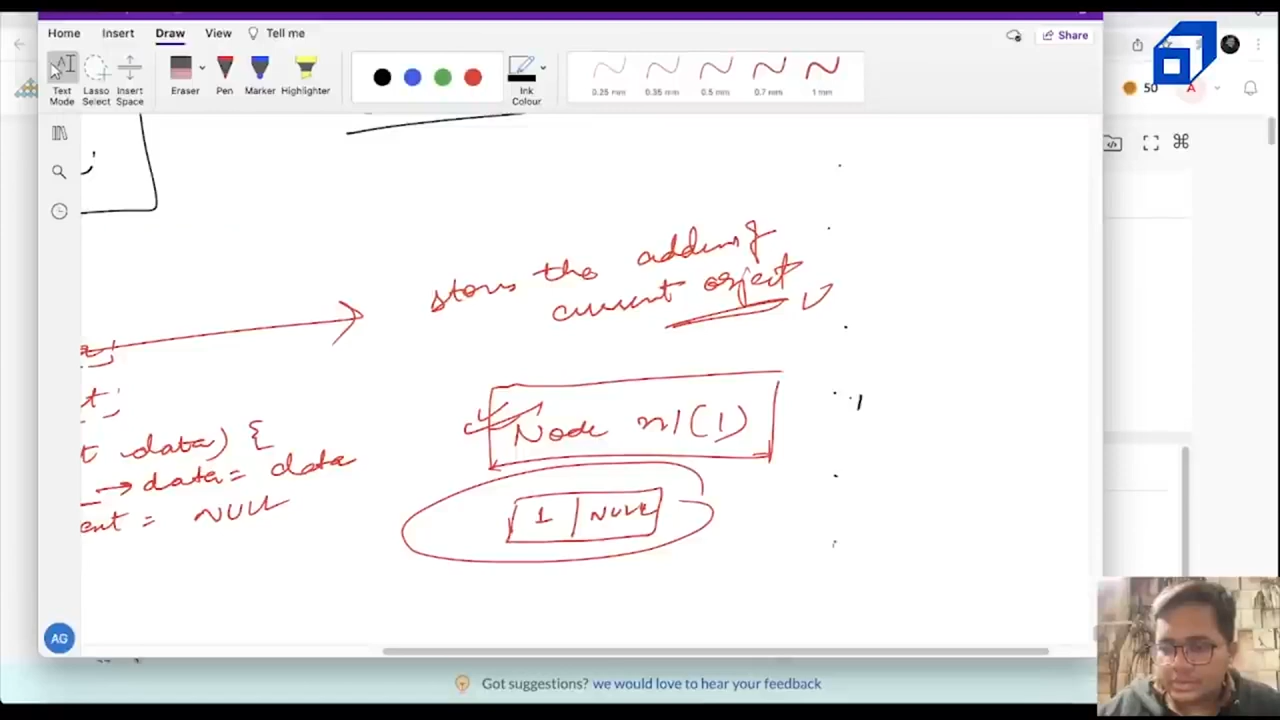 Home Insert Draw View Tell me
Share
Text Mode
Lasso Select
Insert Space
Eraser
Pen
Marker
Highlighter
Ink Colour
0.25 mm
0.35 mm
0.5 mm
0.7 mm
1 mm
50
A
stores the address of
current object
t data) {
→ data = data
ent = NULL
Node n1(1)
1 | NULL
AG
Got suggestions? we would love to hear your feedback